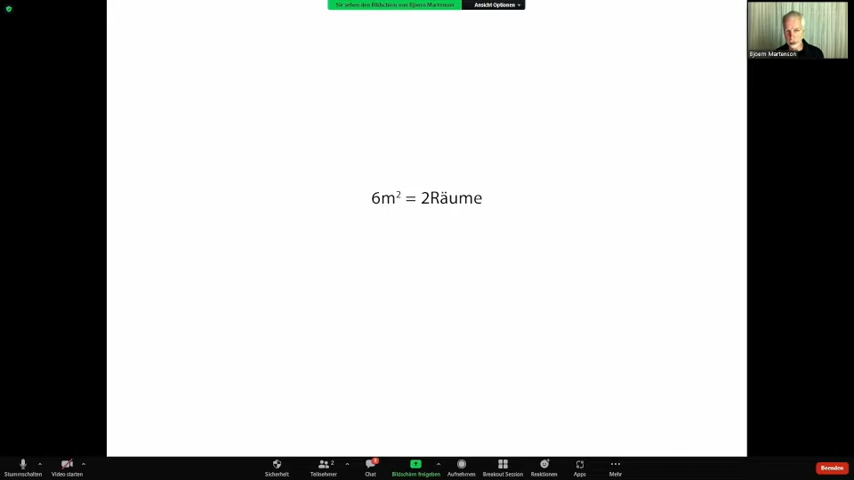 Sie sehen den Bildschirm von Bjoern Martenson
Ansicht Optionen
Bjoern Martenson
6m² = 2Räume
Stummschalten
Video starten
Sicherheit
Teilnehmer
2
Chat
Bildschirm freigeben
Aufnehmen
Breakout Session
Reaktionen
Apps
Mehr
Beenden